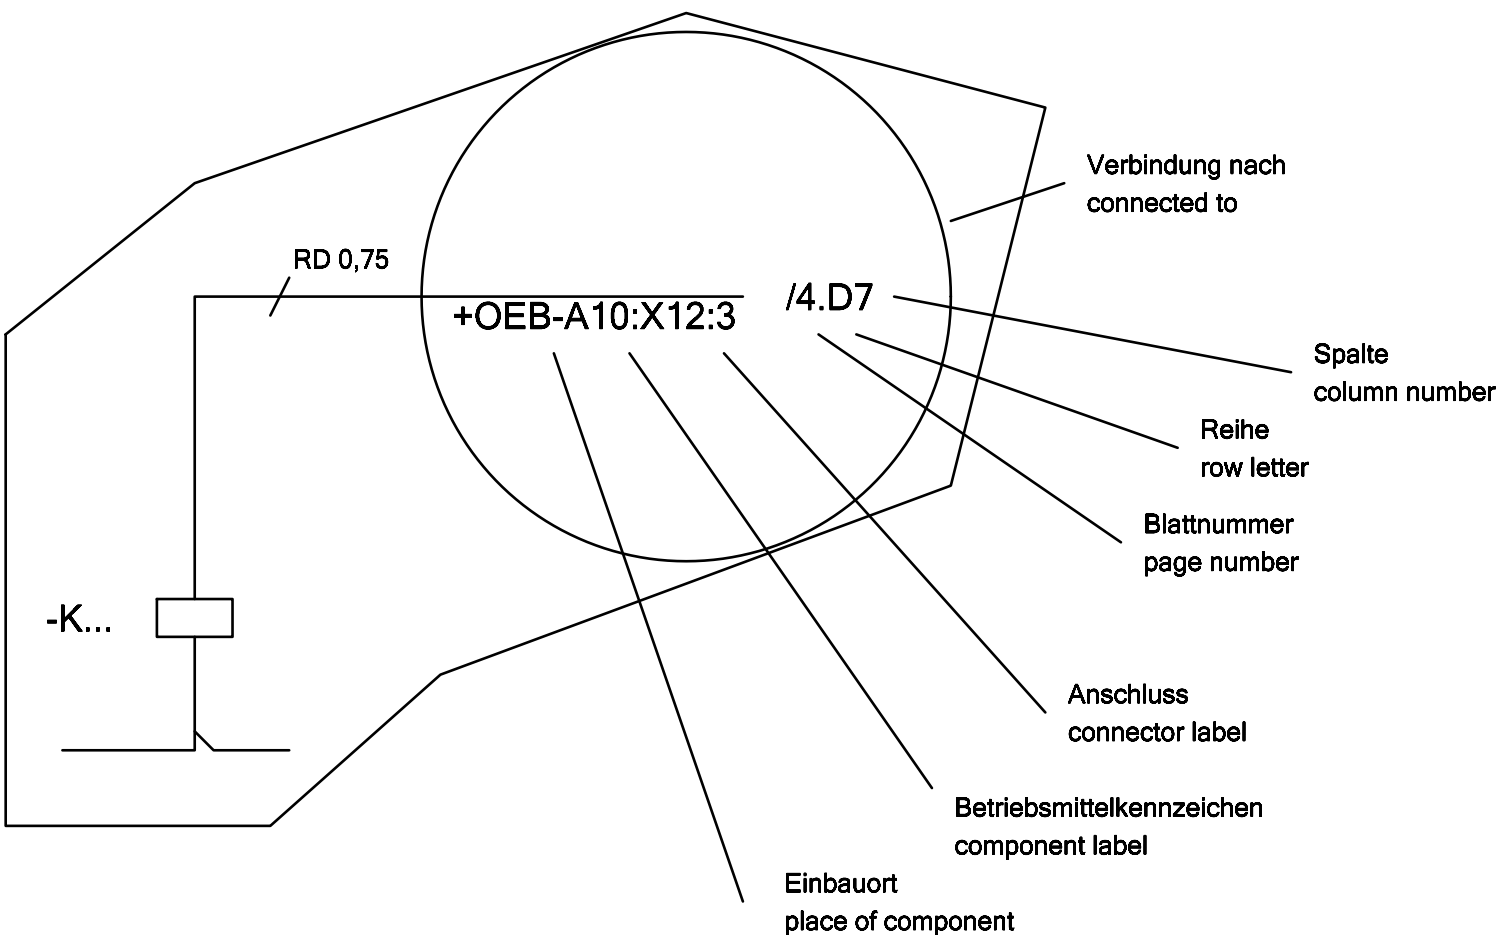 Verbindung nach
connected to
RD 0,75
+OEB-A10:X12:3
/4.D7
Spalte
column number
Reihe
row letter
Blattnummer
page number
-K...
Anschluss
connector label
Betriebsmittelkennzeichen
component label
Einbauort
place of component